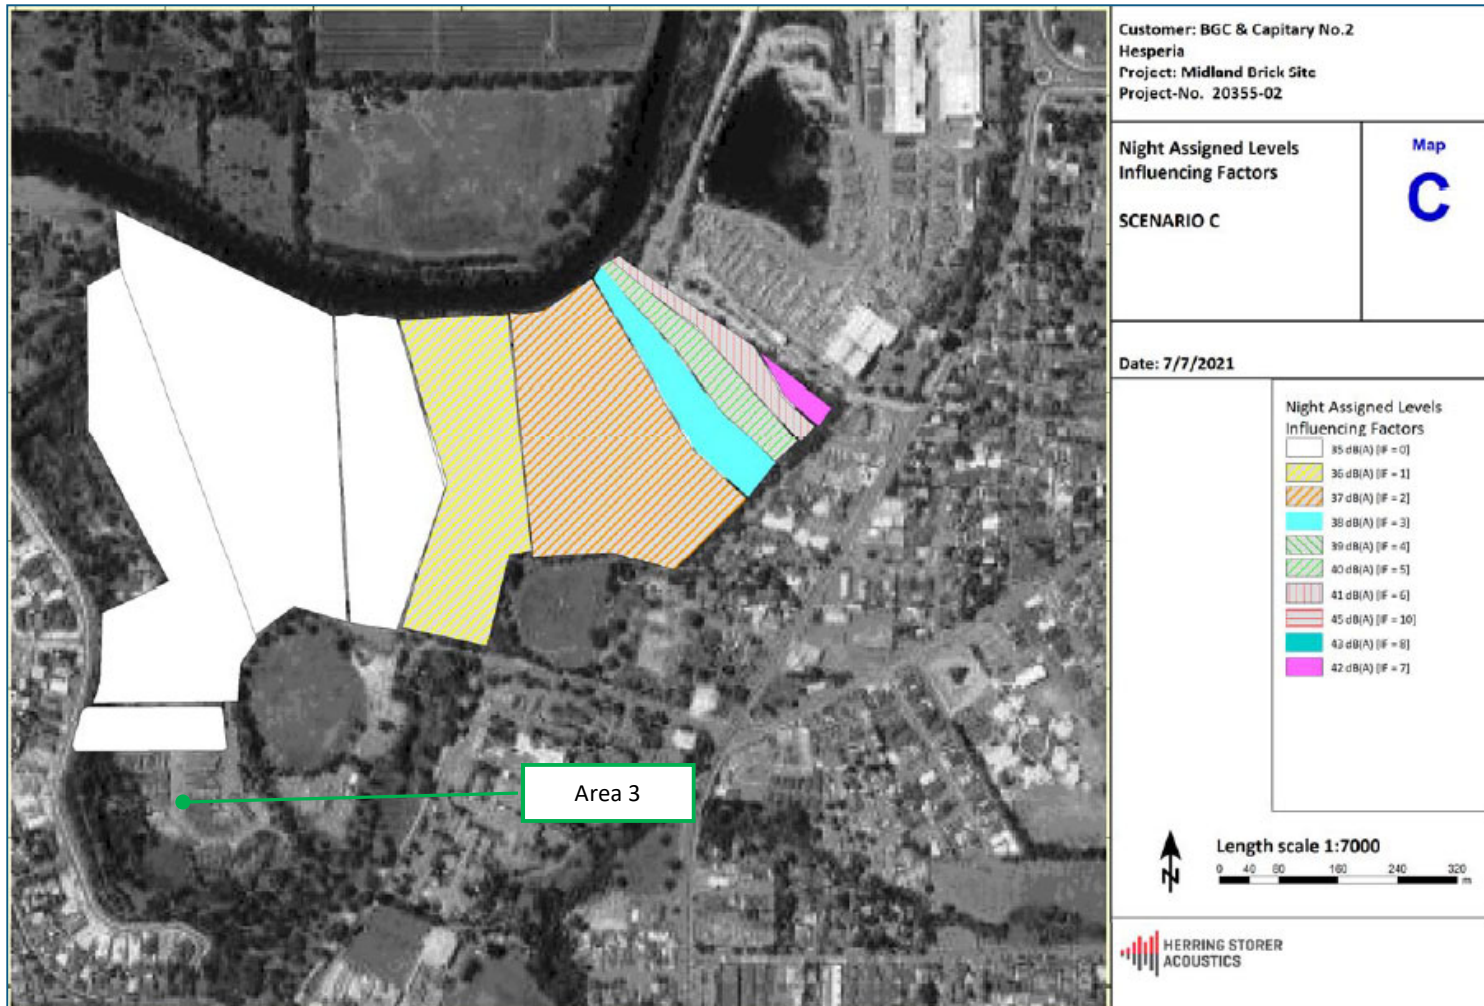 Customer: BGC & Capitary No.2
Hesperia
Project: Midland Brick Site
Project-No. 20355-02
Night Assigned Levels
Influencing Factors
SCENARIO C
Map
C
Date: 7/7/2021
Night Assigned Levels
Influencing Factors
35 dB(A) [IF = 0]
36 dB(A) [IF = 1]
37 dB(A) [IF = 2]
38 dB(A) [IF = 3]
39 dB(A) [IF = 4]
40 dB(A) [IF = 5]
41 dB(A) [IF = 6]
45 dB(A) [IF = 10]
43 dB(A) [IF = 8]
42 dB(A) [IF = 7]
Area 3
N
Length scale 1:7000
0 40 80 160 240 320
m
HERRING STORER
ACOUSTICS